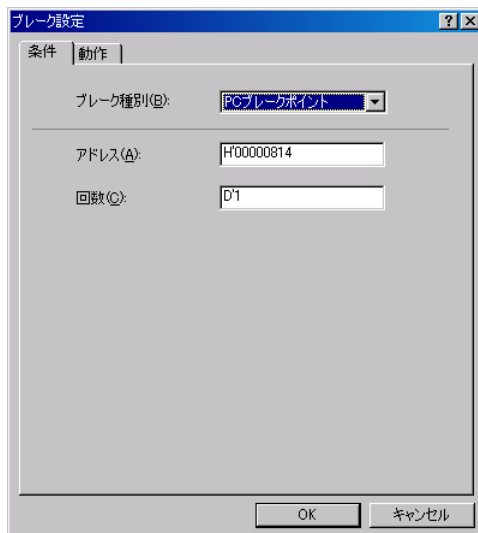 ブレーク設定
条件 動作
ブレーク種別(B): PCブレークポイント
アドレス(A): H'00000814
回数(C): D'1
OK キャンセル